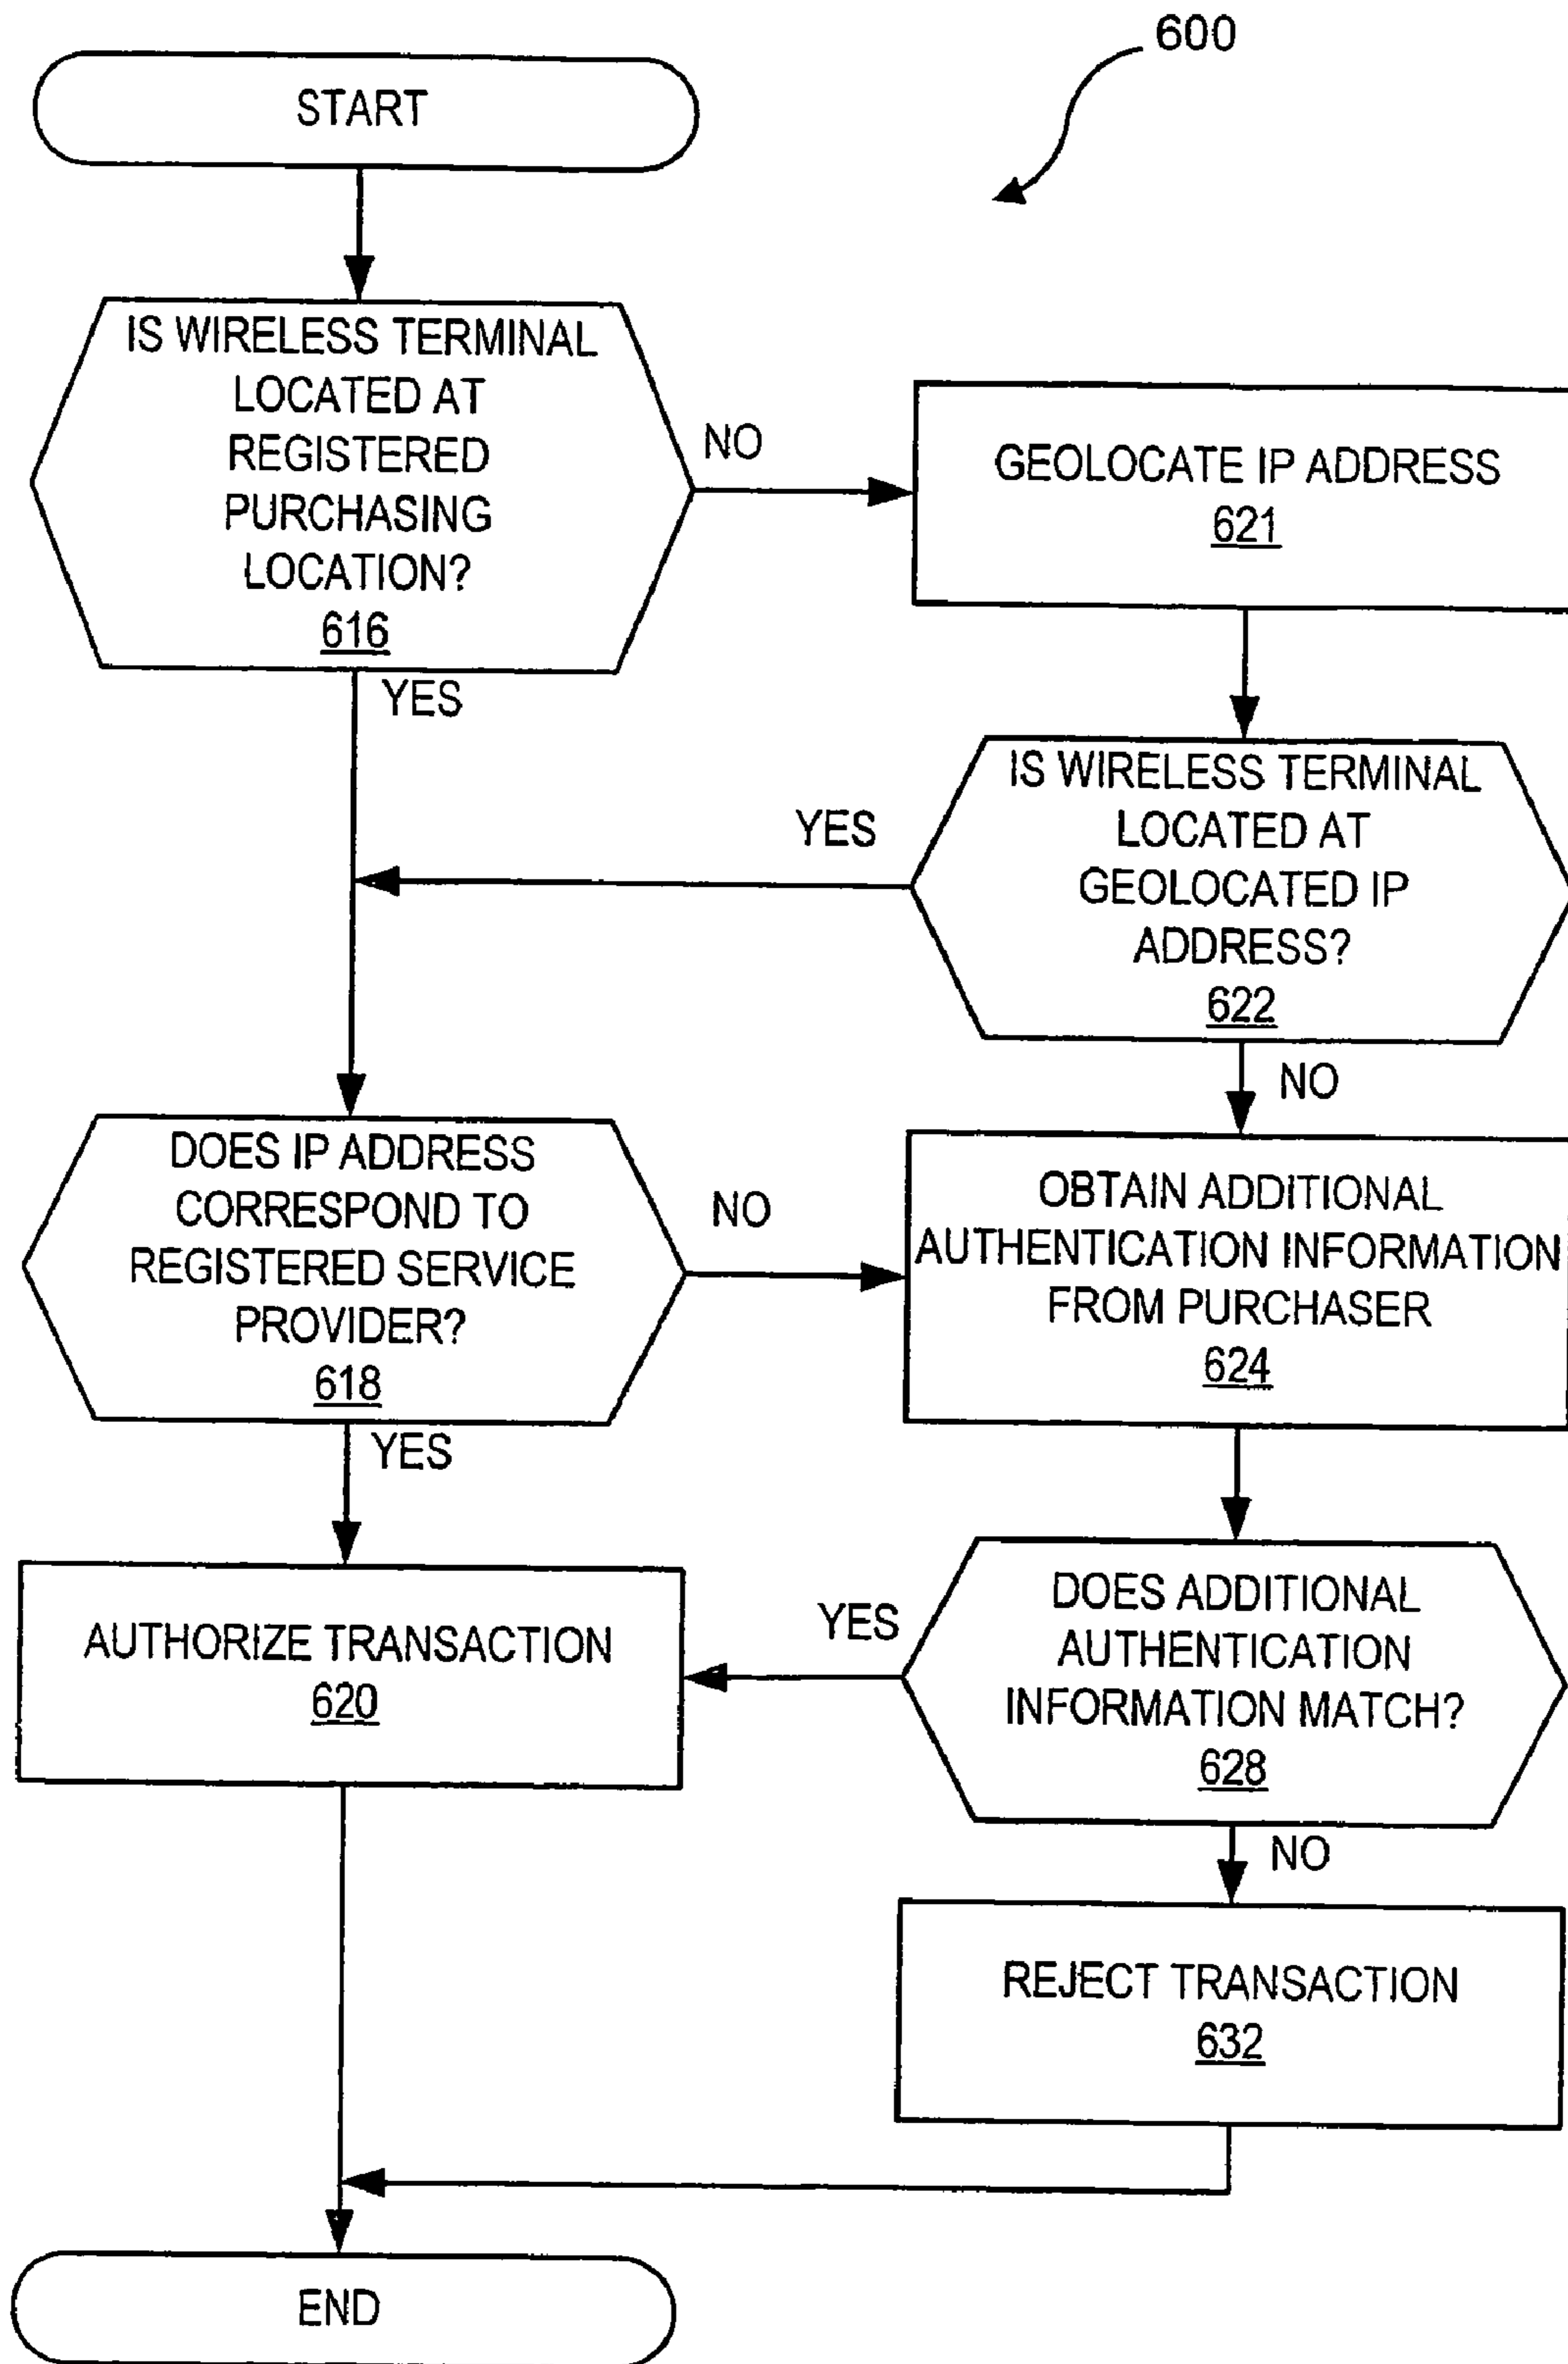 600
START
IS WIRELESS TERMINAL
LOCATED AT
REGISTERED
PURCHASING
LOCATION?
616
NO
YES
GEOLOCATE IP ADDRESS
621
IS WIRELESS TERMINAL
LOCATED AT
GEOLOCATED IP
ADDRESS?
622
YES
NO
DOES IP ADDRESS
CORRESPOND TO
REGISTERED SERVICE
PROVIDER?
618
NO
YES
OBTAIN ADDITIONAL
AUTHENTICATION INFORMATION
FROM PURCHASER
624
AUTHORIZE TRANSACTION
620
DOES ADDITIONAL
AUTHENTICATION
INFORMATION MATCH?
628
YES
NO
REJECT TRANSACTION
632
END